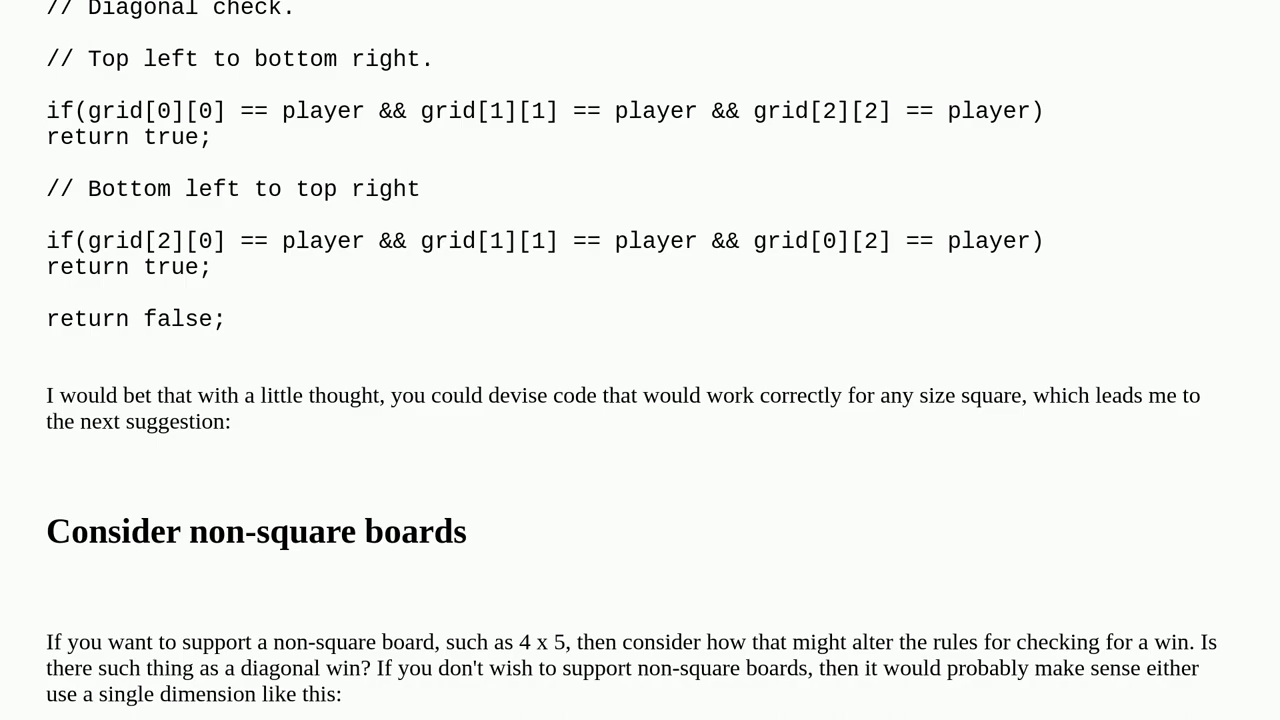 // Diagonal check.
// Top left to bottom right.
if(grid[0][0] == player && grid[1][1] == player && grid[2][2] == player)
return true;
// Bottom left to top right
if(grid[2][0] == player && grid[1][1] == player && grid[0][2] == player)
return true;
return false;
I would bet that with a little thought, you could devise code that would work correctly for any size square, which leads me to
the next suggestion:
Consider non-square boards
If you want to support a non-square board, such as 4 x 5, then consider how that might alter the rules for checking for a win. Is
there such thing as a diagonal win? If you don't wish to support non-square boards, then it would probably make sense either
use a single dimension like this: